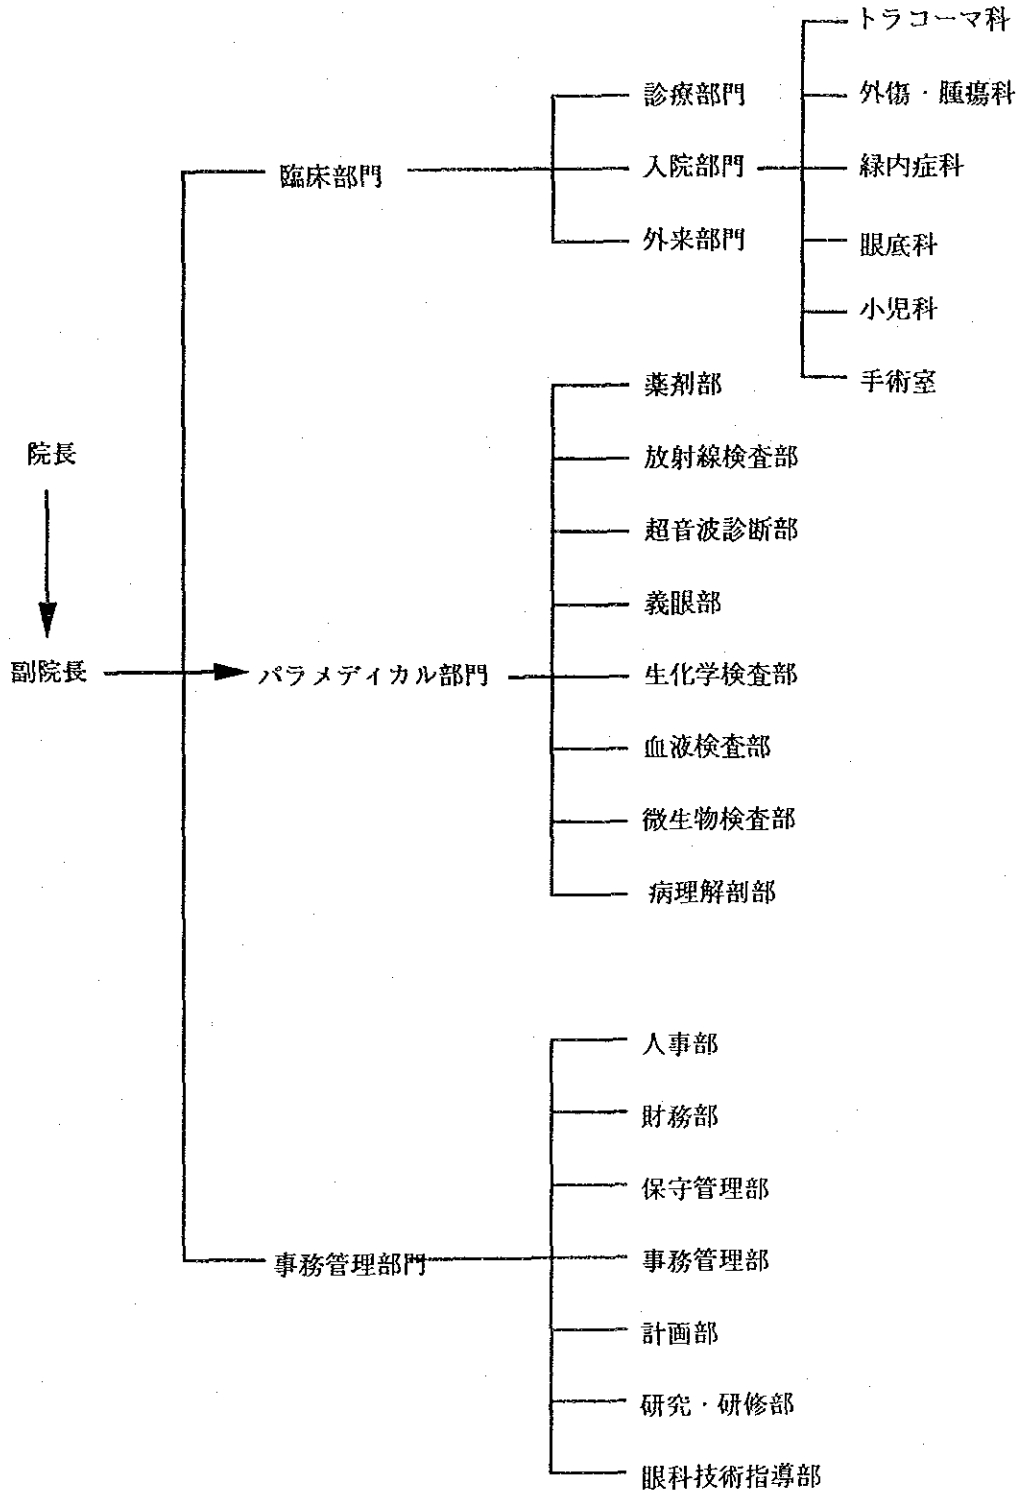 トラコーマ科
診療部門
外傷・腫瘍科
臨床部門
入院部門
緑内症科
外来部門
眼底科
小児科
手術室
薬剤部
院長
放射線検査部
超音波診断部
義眼部
副院長
パラメディカル部門
生化学検査部
血液検査部
微生物検査部
病理解剖部
人事部
財務部
保守管理部
事務管理部門
事務管理部
計画部
研究・研修部
眼科技術指導部